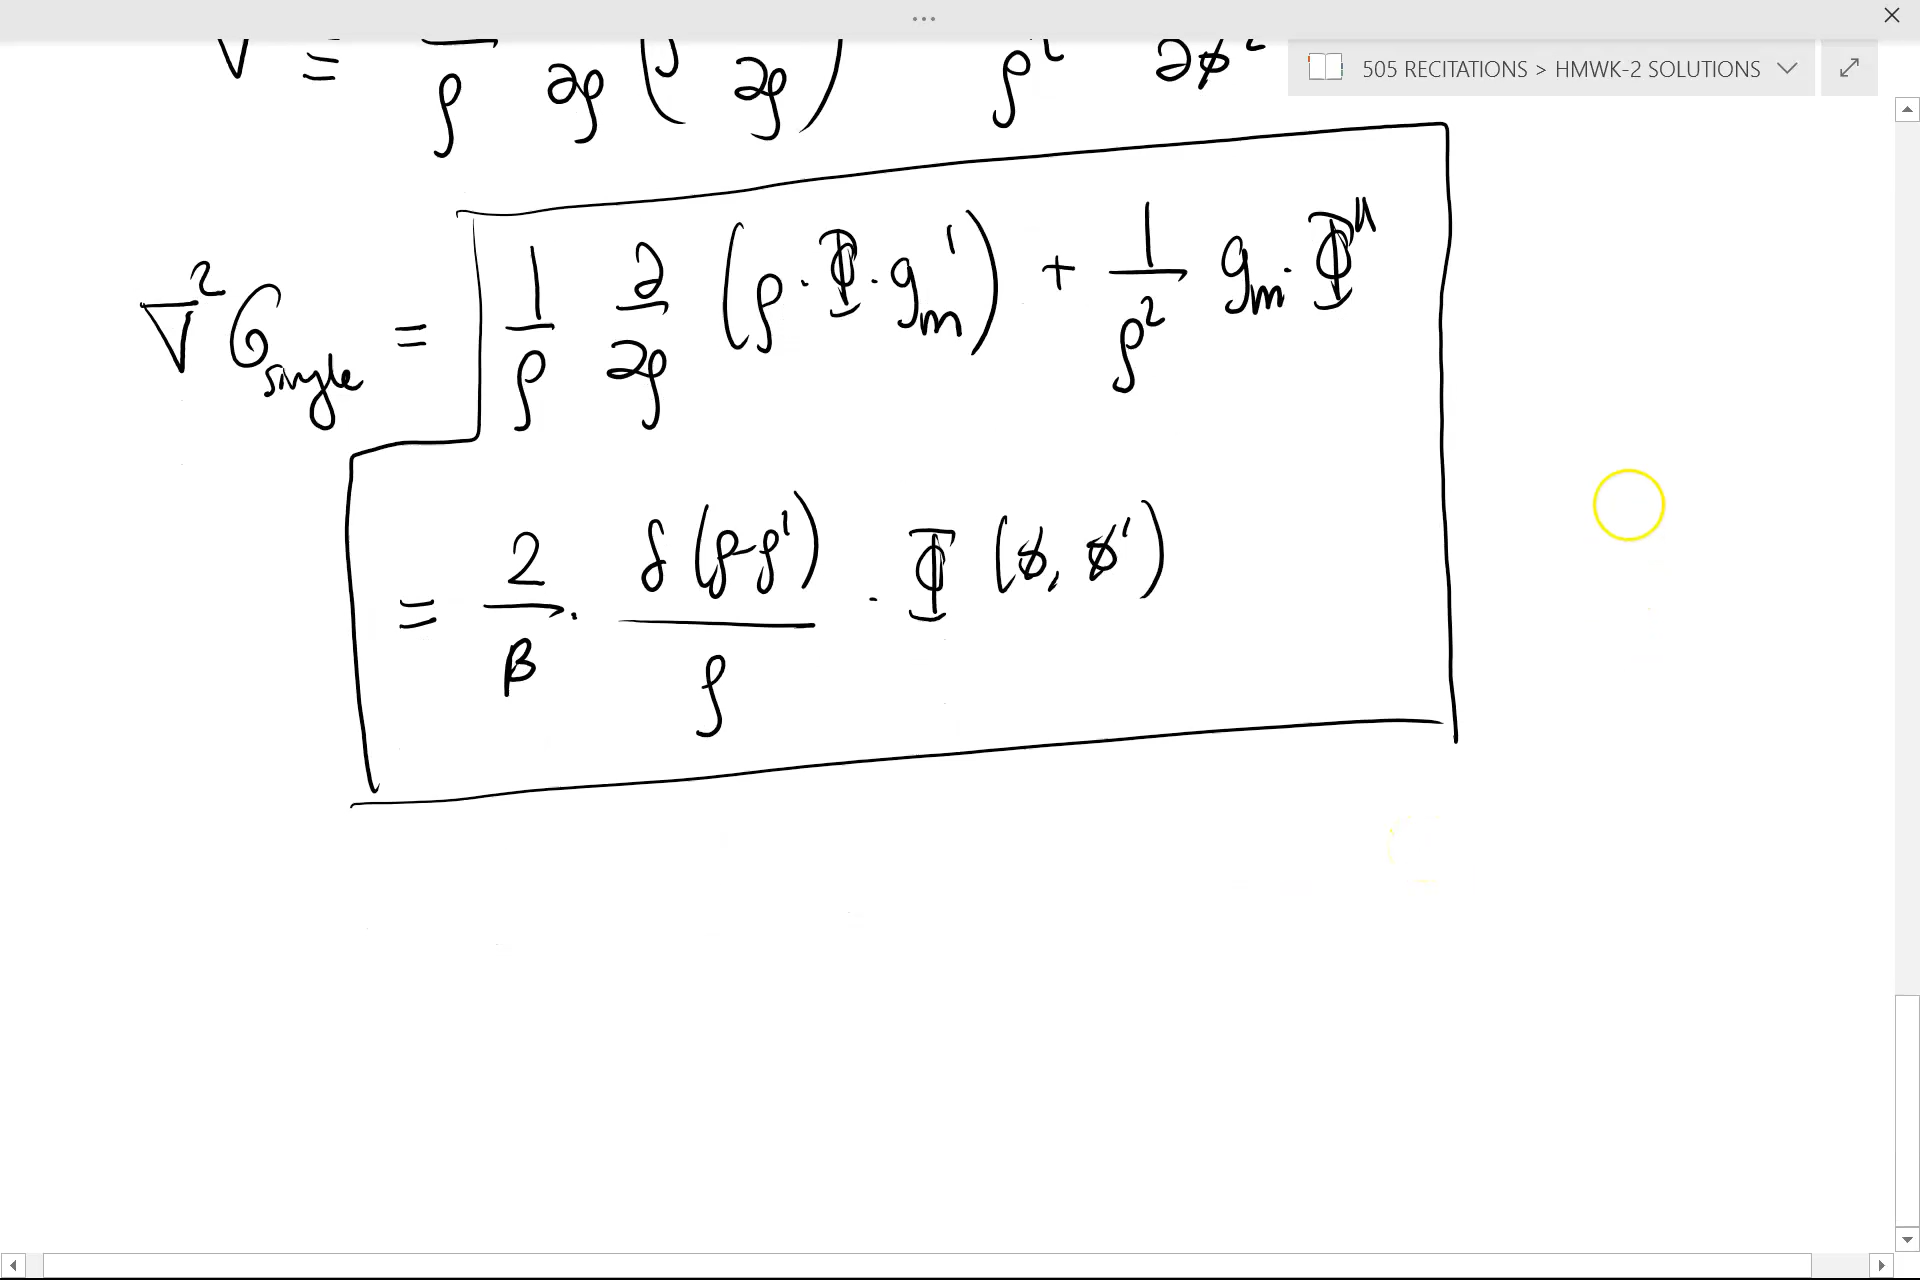 505 RECITATIONS > HMWK-2 SOLUTIONS
∇²G_single = 1/ρ ∂/∂ρ (ρ · Φ · g_m') + 1/ρ² g_m · Φ''
= 2/β · δ(ρ-ρ')/ρ · Φ (ϕ, ϕ')